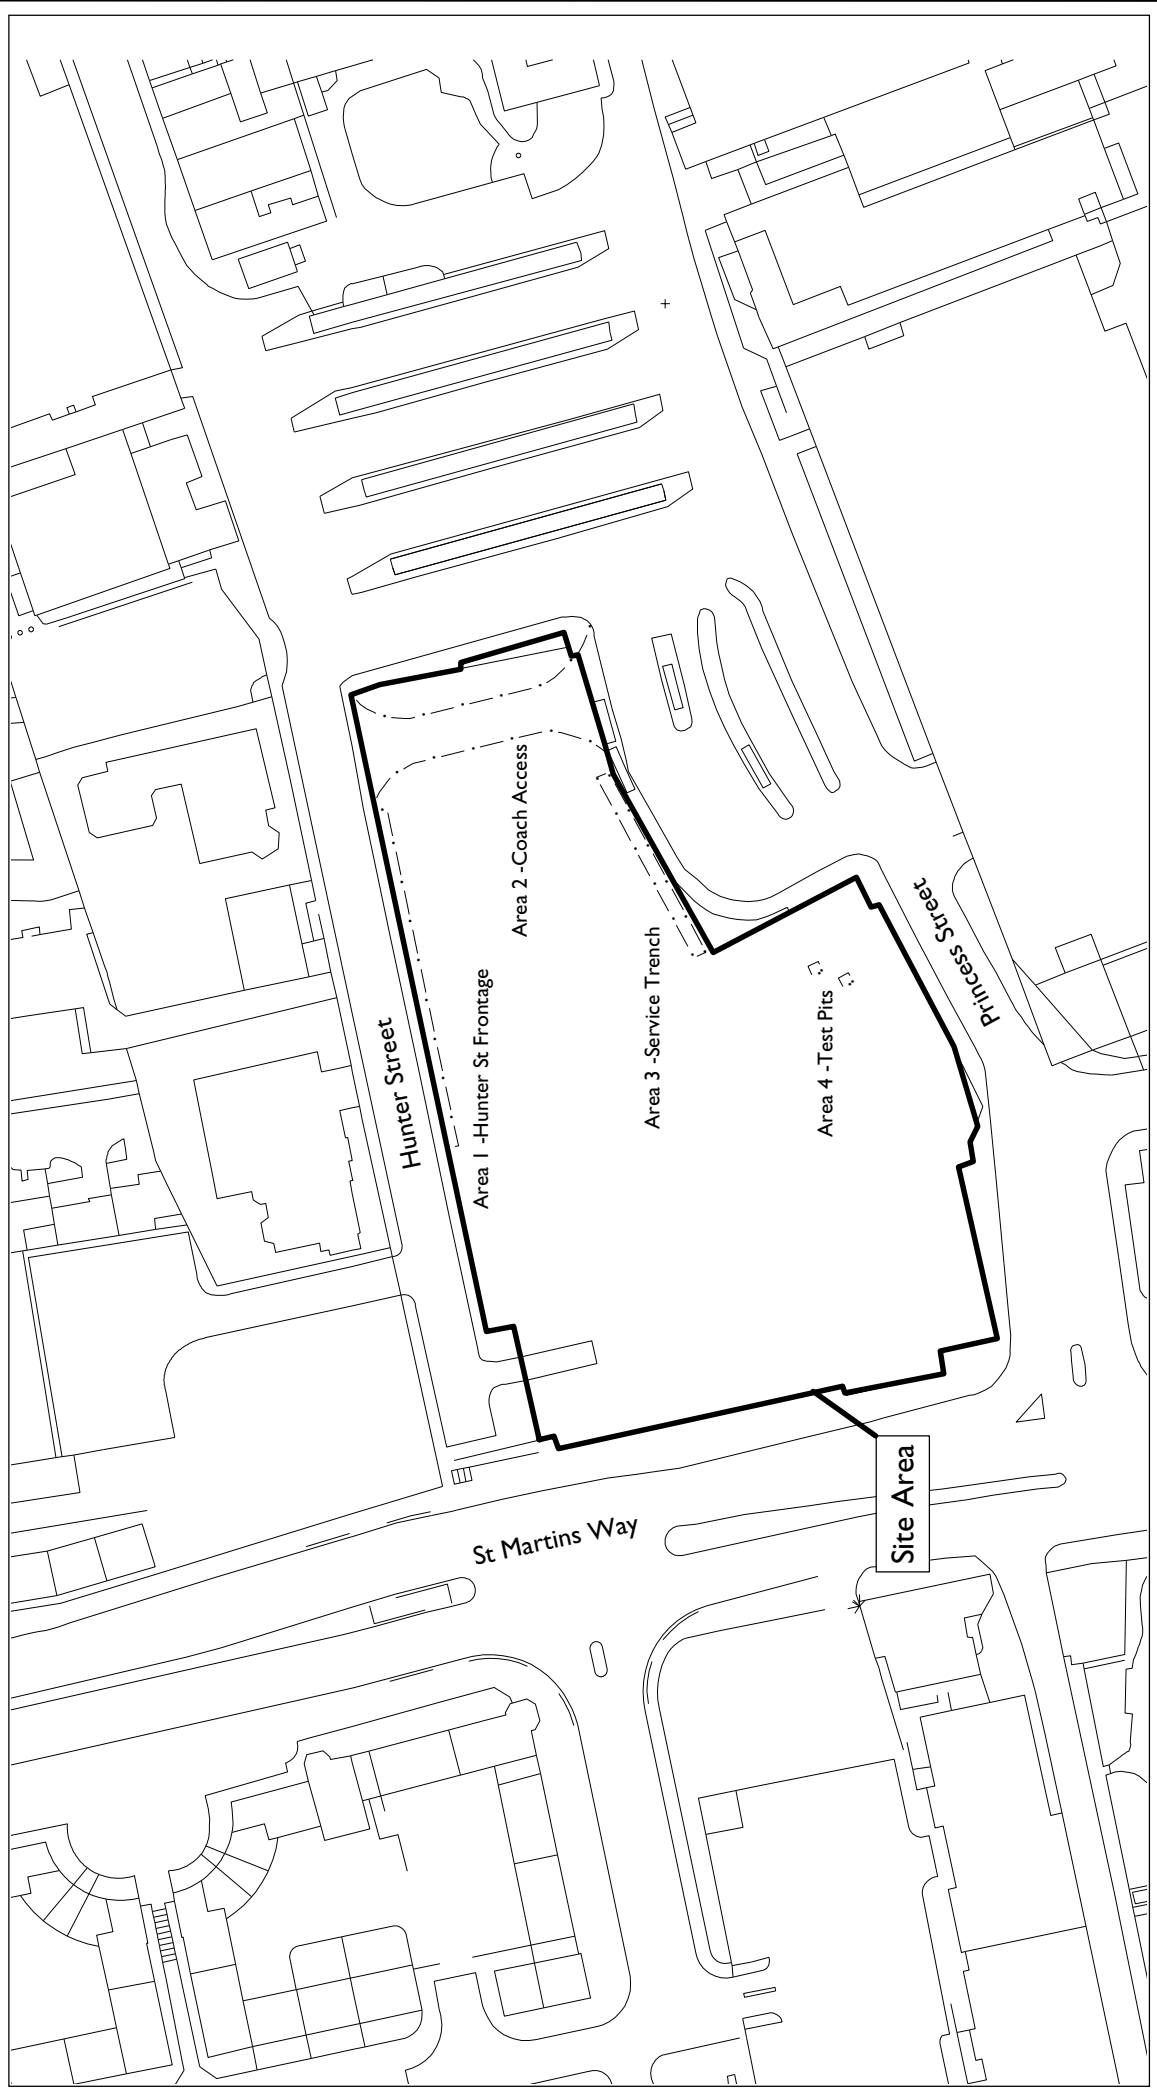 Hunter Street
Area 1 -Hunter St Frontage
Area 2 -Coach Access
Area 3 -Service Trench
Area 4 -Test Pits
Princess Street
St Martins Way
Site Area